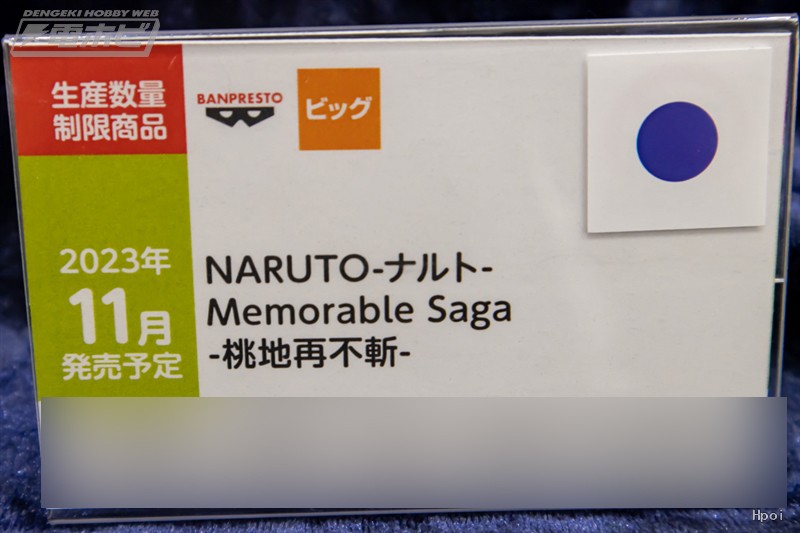 DENGEKI HOBBY WEB
電ホビ
生産数量
制限商品
BANPRESTO
ビッグ
2023年
11月
発売予定
NARUTO-ナルト-
Memorable Saga
-桃地再不斬-
Hpoi